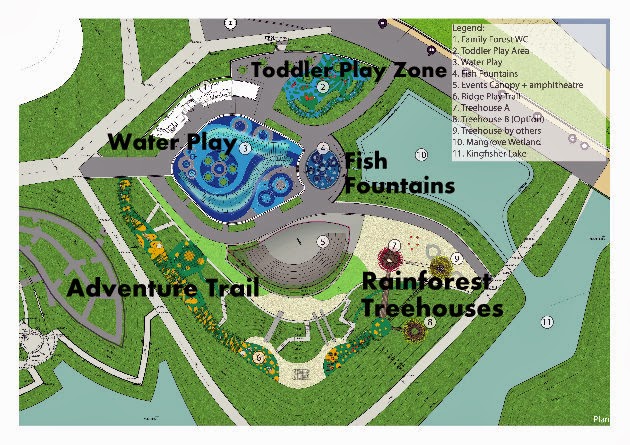 Legend:
1. Family Forest WC
2. Toddler Play Area
3. Water Play
4. Fish Fountains
5. Events Canopy + amphitheatre
6. Ridge Play Trail
7. Treehouse A
8. Treehouse B (Option)
9. Treehouse by others
10. Mangrove Wetland
11. Kingfisher Lake
Toddler Play Zone
1
2
Water Play
3
4
Fish
Fountains
10
5
7
9
Adventure Trail
Rainforest
Treehouses
8
11
6
Plan